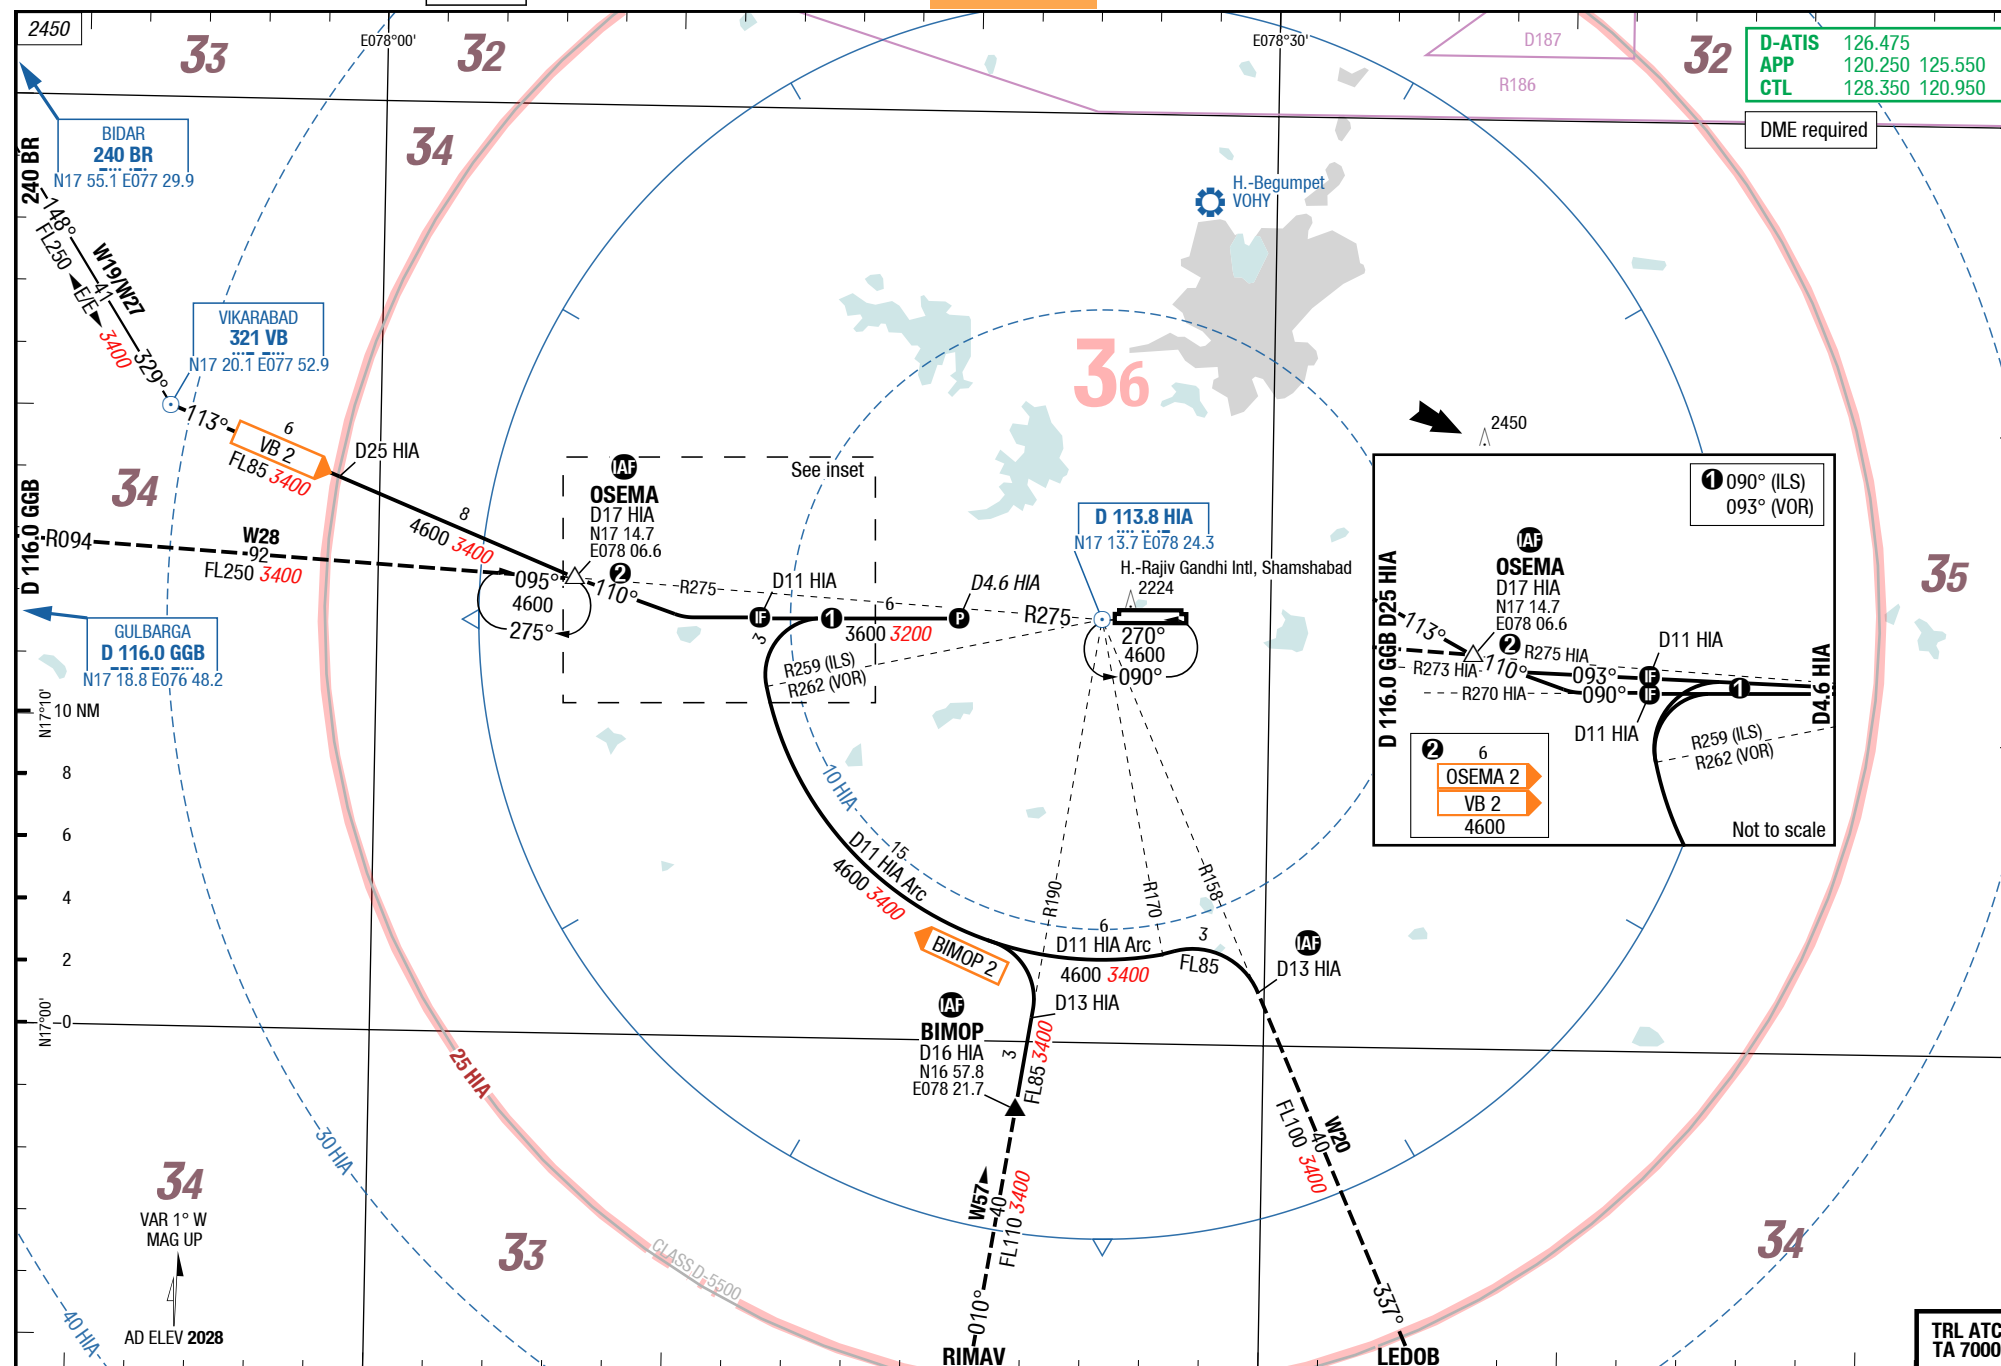 2450
33
32
E078°00'
E078°30'
D187
R186
32
D-ATIS 126.475
APP 120.250 125.550
CTL 128.350 120.950
DME required
BIDAR
240 BR
N17 55.1 E077 29.9
34
240 BR
148°
FL250
E/E
3400
W19/W27
41
329°
H.-Begumpet
VOHY
VIKARABAD
321 VB
N17 20.1 E077 52.9
36
113°
6
VB 2
FL85 3400
D25 HIA
2450
34
See inset
IAF
OSEMA
D17 HIA
N17 14.7
E078 06.6
8
4600 3400
D 116.0 GGB
R094
W28
92
FL250 3400
095°
4600
275°
2
110°
R275
D11 HIA
D4.6 HIA
IF
1
6
P
3
3600 3200
R275
R259 (ILS)
R262 (VOR)
D 113.8 HIA
N17 13.7 E078 24.3
H.-Rajiv Gandhi Intl, Shamshabad
2224
270°
4600
090°
GULBARGA
D 116.0 GGB
N17 18.8 E076 48.2
1 090° (ILS)
093° (VOR)
IAF
OSEMA
D17 HIA
N17 14.7
E078 06.6
D25 HIA
D 116.0 GGB
113°
2
R275 HIA
R273 HIA
110°
093°
IF
D11 HIA
R270 HIA
090°
IF
1
D11 HIA
D4.6 HIA
R259 (ILS)
R262 (VOR)
2 6
OSEMA 2
VB 2
4600
Not to scale
35
N17°10'
10 NM
8
6
4
2
0
N17°00'
10 HIA
15
D11 HIA Arc
4600 3400
BIMOP 2
R190
R170
R158
6
D11 HIA Arc
4600 3400
3
FL85
IAF
D13 HIA
D13 HIA
IAF
BIMOP
D16 HIA
N16 57.8
E078 21.7
3
FL85 3400
25 HIA
30 HIA
40 HIA
W57
40
FL110 3400
010°
RIMAV
W20
40
FL100 3400
337°
LEDOB
CLASS D-5500
34
VAR 1° W
MAG UP
AD ELEV 2028
33
34
TRL ATC
TA 7000